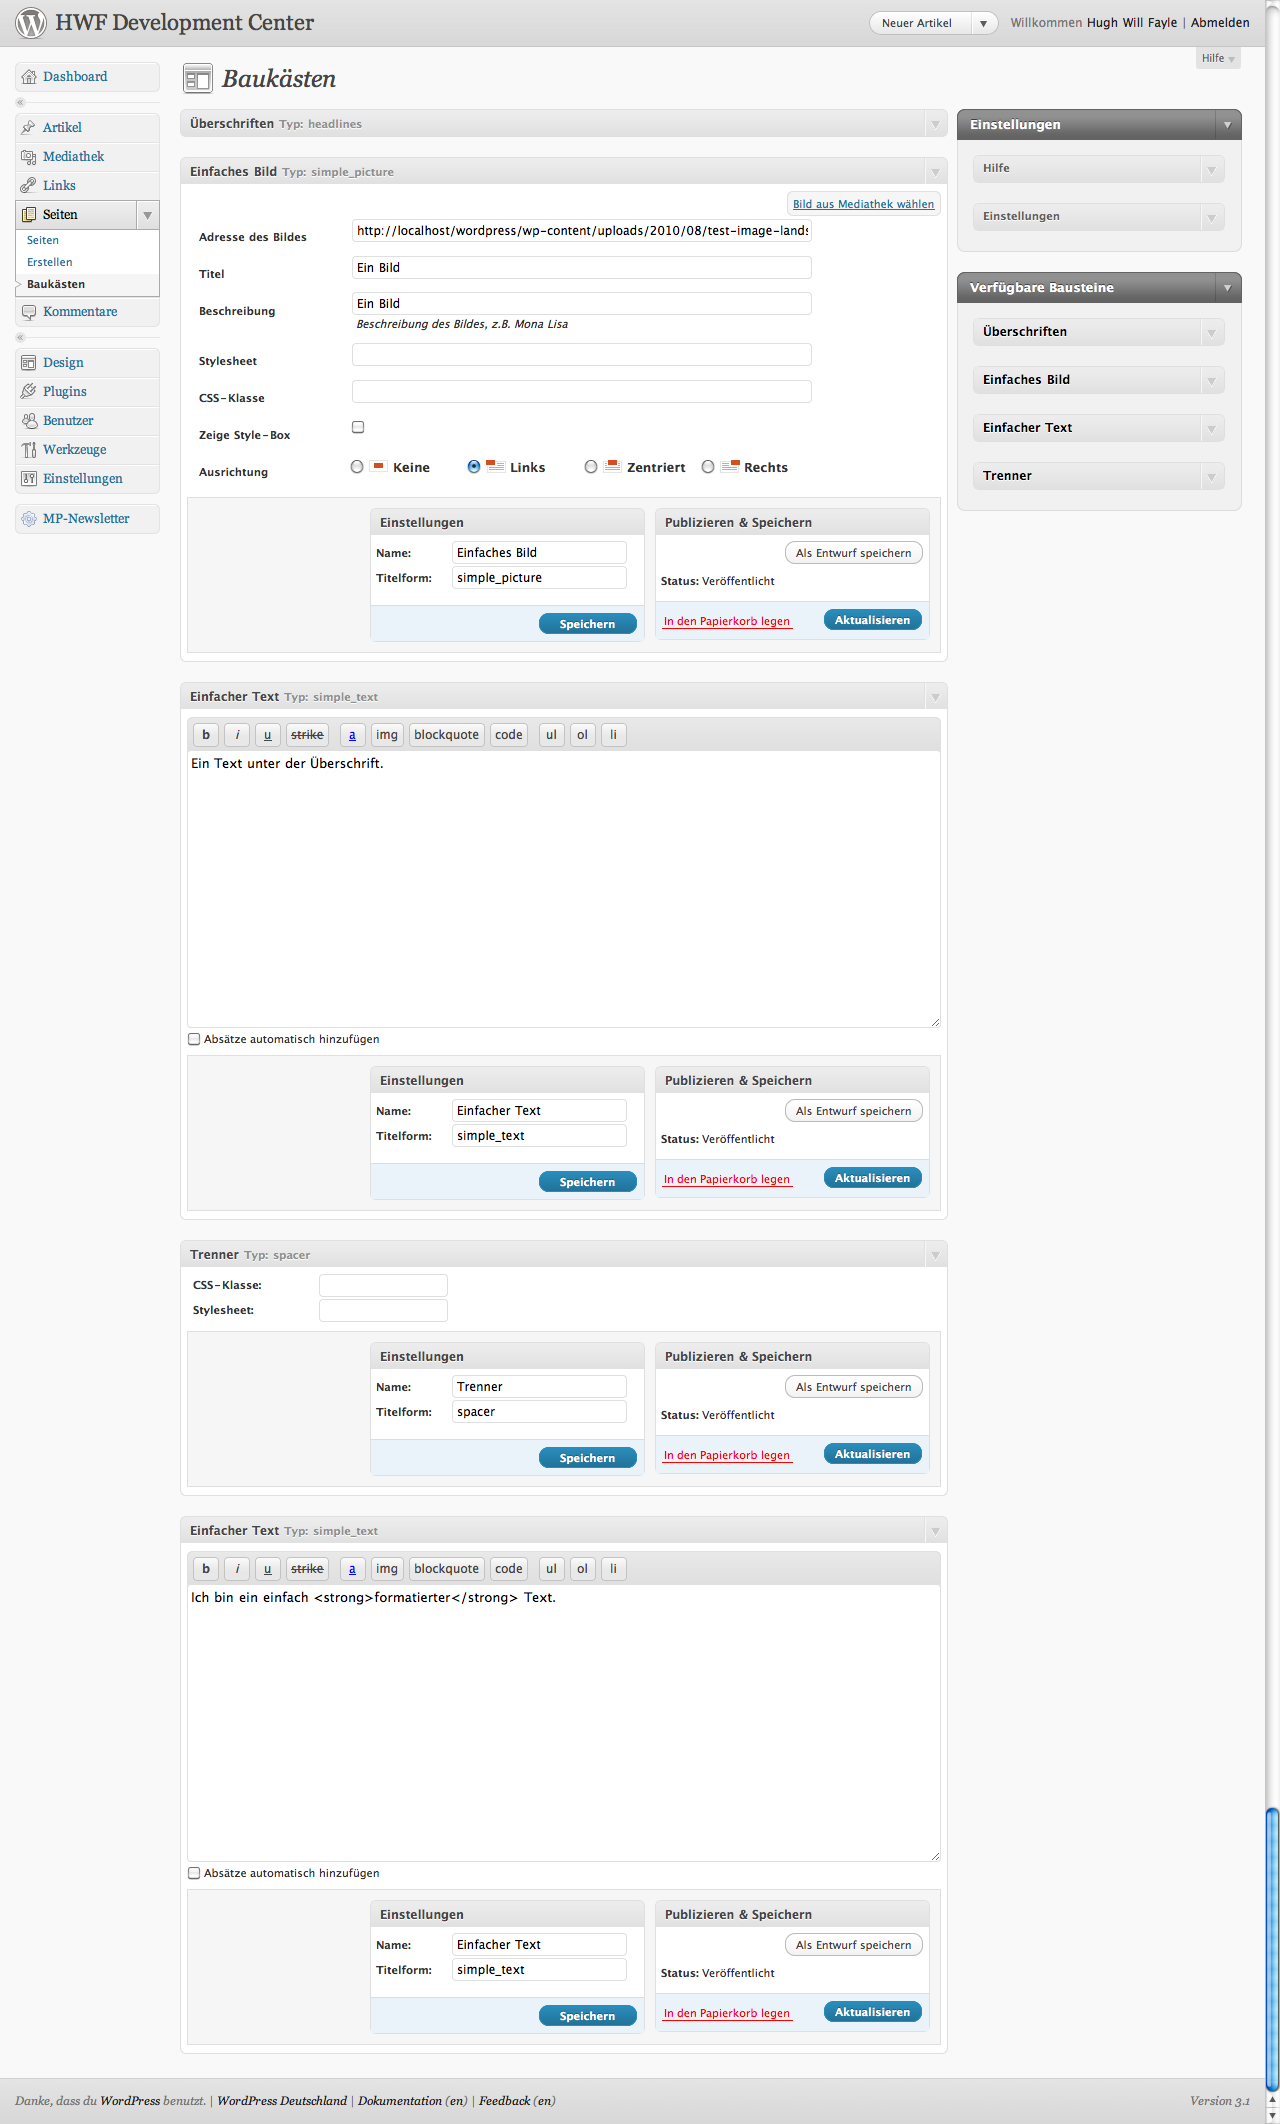 HWF Development Center
Neuer Artikel
Willkommen Hugh Will Fayle | Abmelden
Hilfe
Dashboard
Artikel
Mediathek
Links
Seiten
Seiten
Erstellen
Baukästen
Kommentare
Design
Plugins
Benutzer
Werkzeuge
Einstellungen
MP-Newsletter
Baukästen
Überschriften Typ: headlines
Einfaches Bild Typ: simple_picture
Bild aus Mediathek wählen
Adresse des Bildes http://localhost/wordpress/wp-content/uploads/2010/08/test-image-lands
Titel Ein Bild
Beschreibung Ein Bild
Beschreibung des Bildes, z.B. Mona Lisa
Stylesheet
CSS-Klasse
Zeige Style-Box
Ausrichtung Keine Links Zentriert Rechts
Einstellungen
Name: Einfaches Bild
Titelform: simple_picture
Speichern
Publizieren & Speichern
Als Entwurf speichern
Status: Veröffentlicht
In den Papierkorb legen Aktualisieren
Einfacher Text Typ: simple_text
b i u strike a img blockquote code ul ol li
Ein Text unter der Überschrift.
Absätze automatisch hinzufügen
Einstellungen
Name: Einfacher Text
Titelform: simple_text
Speichern
Publizieren & Speichern
Als Entwurf speichern
Status: Veröffentlicht
In den Papierkorb legen Aktualisieren
Trenner Typ: spacer
CSS-Klasse:
Stylesheet:
Einstellungen
Name: Trenner
Titelform: spacer
Speichern
Publizieren & Speichern
Als Entwurf speichern
Status: Veröffentlicht
In den Papierkorb legen Aktualisieren
Einfacher Text Typ: simple_text
b i u strike a img blockquote code ul ol li
Ich bin ein einfach <strong>formatierter</strong> Text.
Absätze automatisch hinzufügen
Einstellungen
Name: Einfacher Text
Titelform: simple_text
Speichern
Publizieren & Speichern
Als Entwurf speichern
Status: Veröffentlicht
In den Papierkorb legen Aktualisieren
Einstellungen
Hilfe
Einstellungen
Verfügbare Bausteine
Überschriften
Einfaches Bild
Einfacher Text
Trenner
Danke, dass du WordPress benutzt. | WordPress Deutschland | Dokumentation (en) | Feedback (en)
Version 3.1